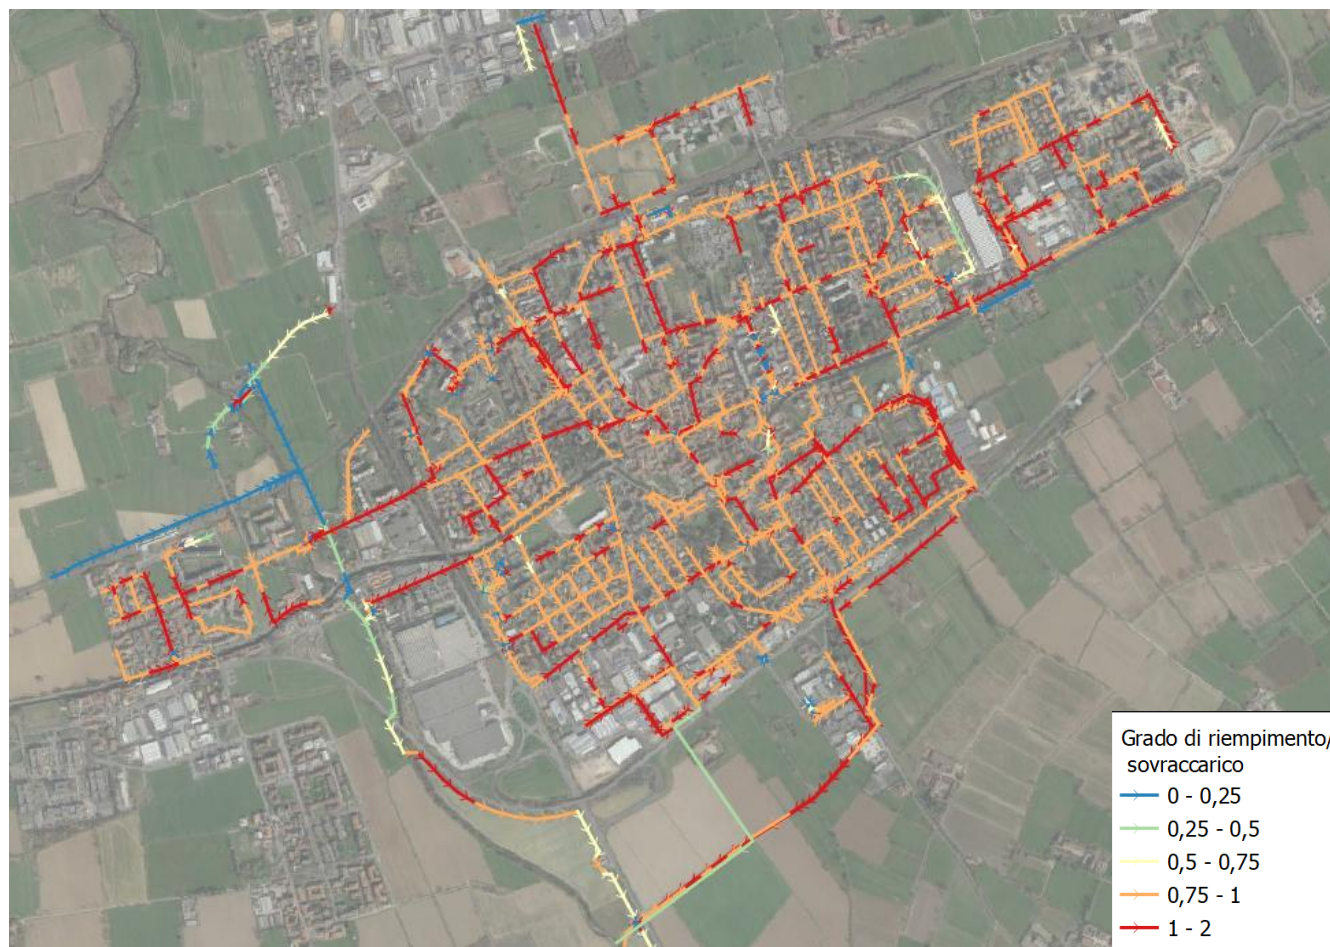 Grado di riempimento/
sovraccarico
0 - 0,25
0,25 - 0,5
0,5 - 0,75
0,75 - 1
1 - 2